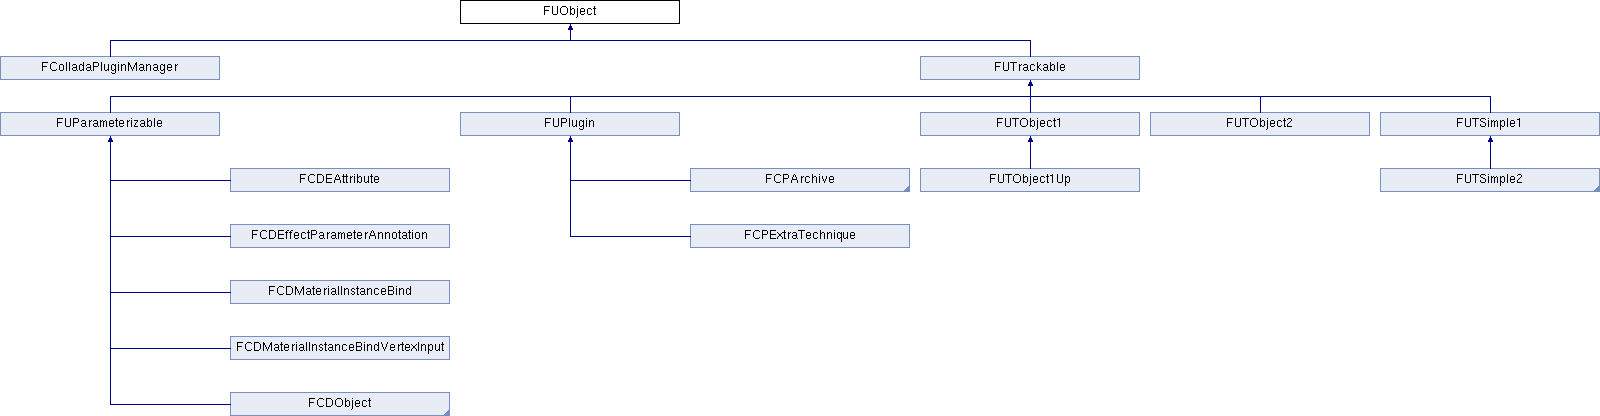 FUObject
FColladaPluginManager
FUTrackable
FUParameterizable
FUPlugin
FUTObject1
FUTObject2
FUTSimple1
FCDEAttribute
FCPArchive
FUTObject1Up
FUTSimple2
FCDEffectParameterAnnotation
FCPExtraTechnique
FCDMaterialInstanceBind
FCDMaterialInstanceBindVertexInput
FCDObject